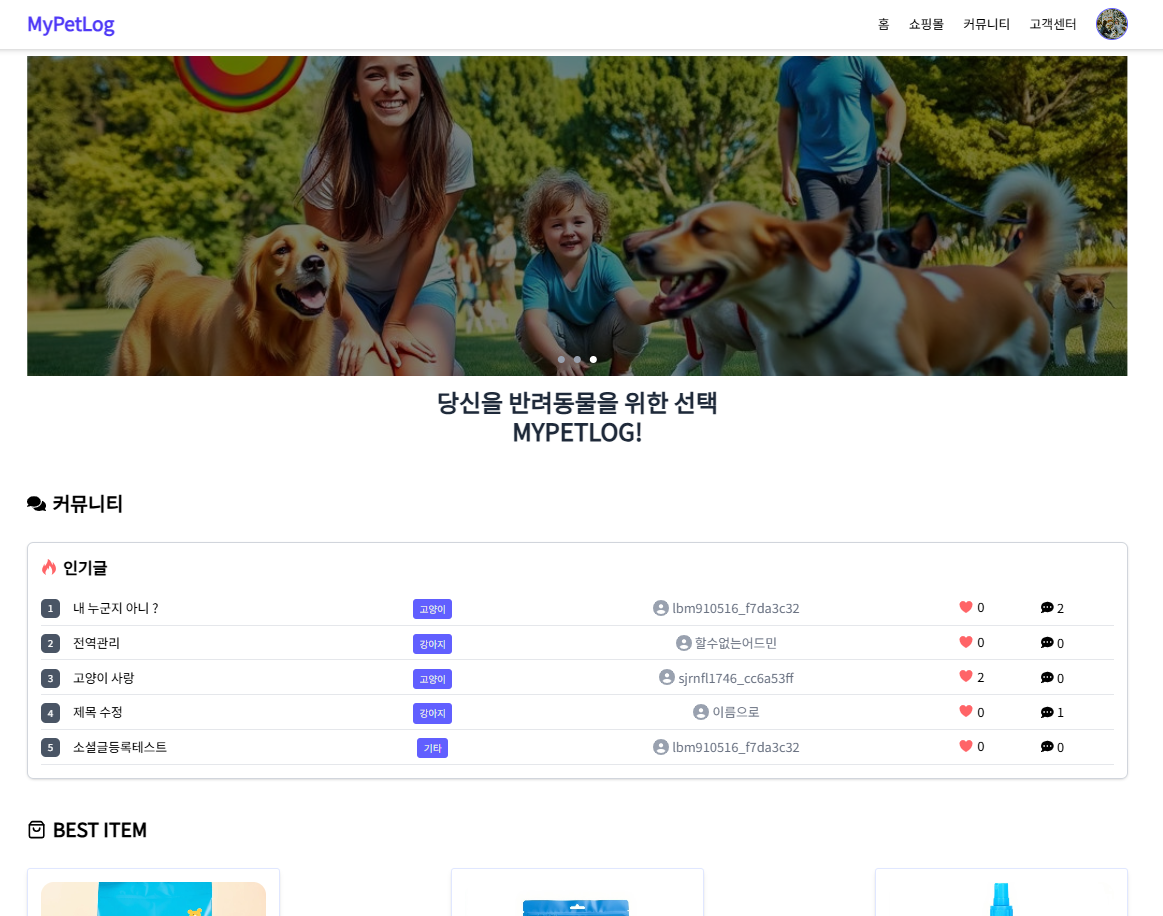 MyPetLog 홈 쇼핑몰 커뮤니티 고객센터
당신을 반려동물을 위한 선택
MYPETLOG!
커뮤니티
인기글
1 내 누군지 아니 ? 고양이 lbm910516_f7da3c32 0 2
2 전역관리 강아지 할수없는어드민 0 0
3 고양이 사랑 고양이 sjrnfl1746_cc6a53ff 2 0
4 제목 수정 강아지 이름으로 0 1
5 소셜글등록테스트 기타 lbm910516_f7da3c32 0 0
BEST ITEM